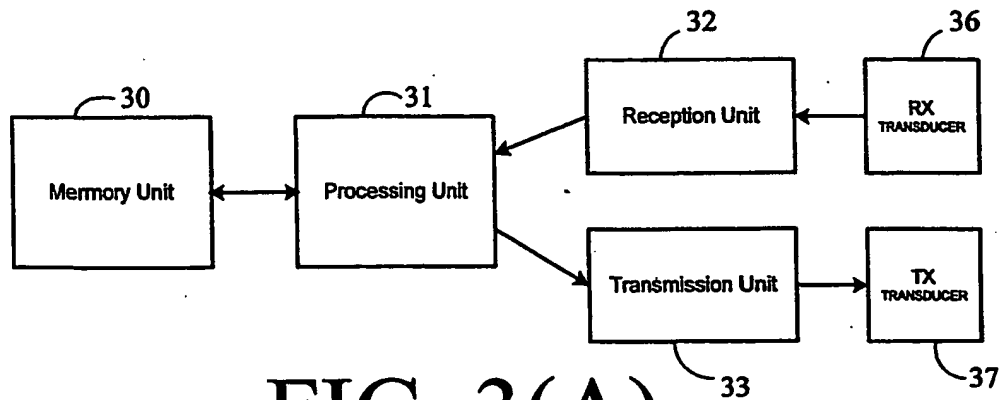 32
36
30
31
Reception Unit
RX
TRANSDUCER
Mermory Unit
Processing Unit
Transmission Unit
TX
TRANSDUCER
33
37
FIG. 3(A)